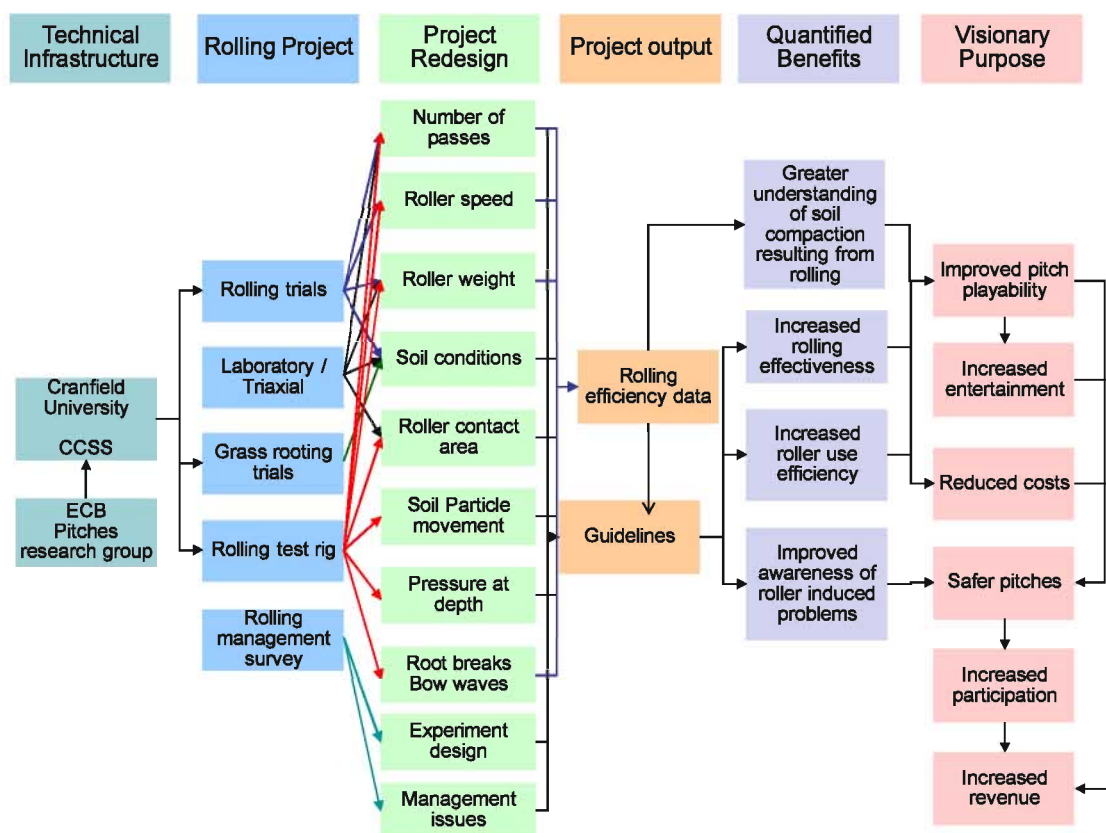 Technical
Infrastructure
Rolling Project
Project
Redesign
Project output
Quantified
Benefits
Visionary
Purpose
Cranfield
University
CCSS
ECB
Pitches
research group
Rolling trials
Laboratory /
Triaxial
Grass rooting
trials
Rolling test rig
Rolling
management
survey
Number of
passes
Roller speed
Roller weight
Soil conditions
Roller contact
area
Soil Particle
movement
Pressure at
depth
Root breaks
Bow waves
Experiment
design
Management
issues
Rolling
efficiency data
Guidelines
Greater
understanding
of soil
compaction
resulting from
rolling
Increased
rolling
effectiveness
Increased
roller use
efficiency
Improved
awareness of
roller induced
problems
Improved pitch
playability
Increased
entertainment
Reduced costs
Safer pitches
Increased
participation
Increased
revenue